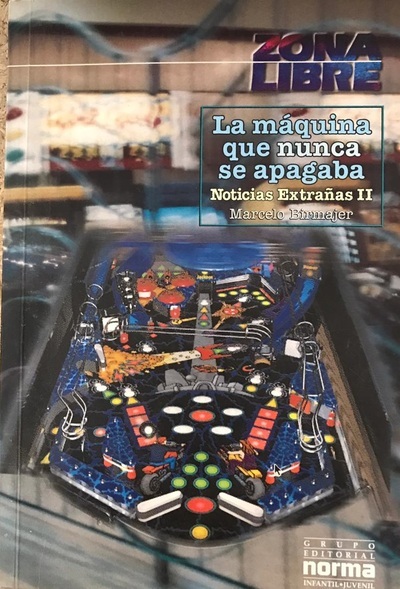 ZONA
LIBRE
La máquina
que nunca
se apagaba
Noticias Extrañas II
Marcelo Birmajer
GRUPO
EDITORIAL
norma
INFANTIL•JUVENIL